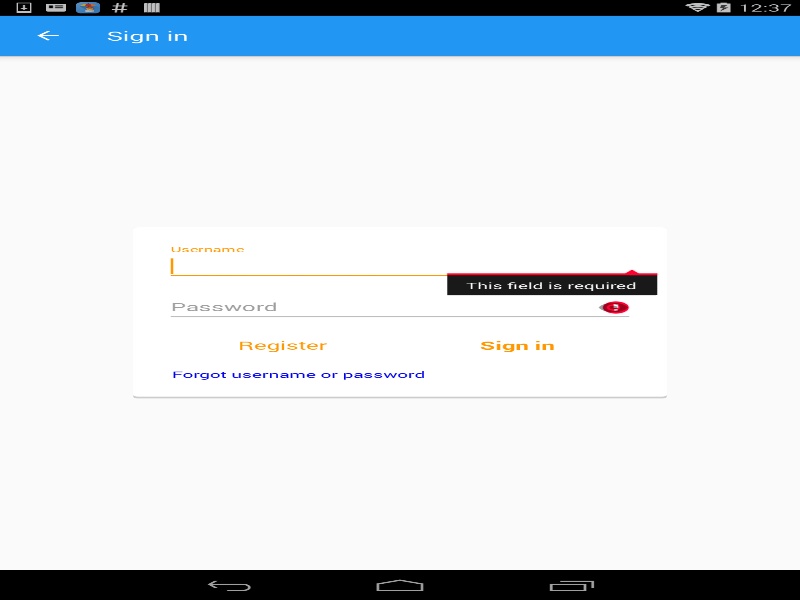 12:37
Sign in
Username
This field is required
Password
Register
Sign in
Forgot username or password